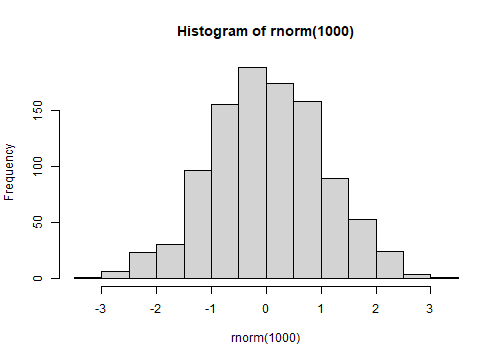 Histogram of rnorm(1000)
Frequency
150
100
50
0
-3 -2 -1 0 1 2 3
rnorm(1000)